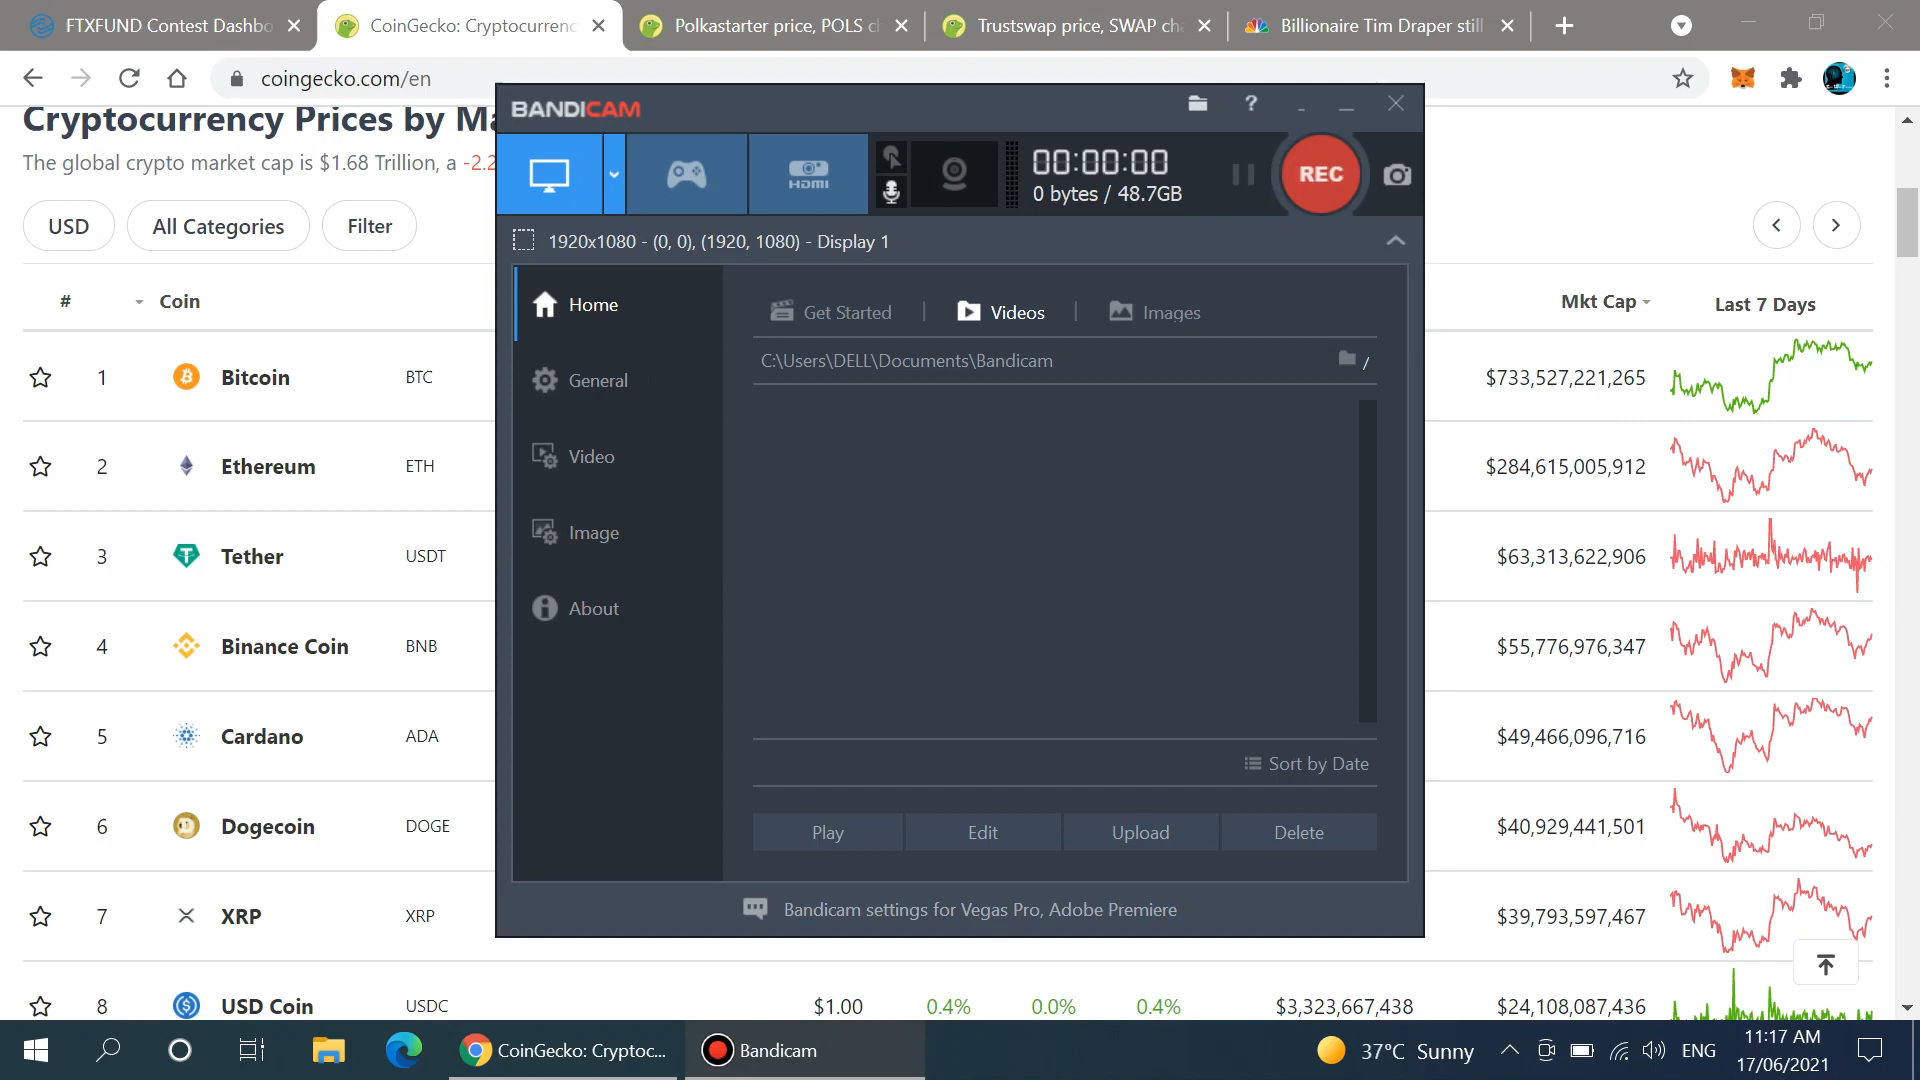 FTXFUND Contest Dashbo
CoinGecko: Cryptocurrenc
Polkastarter price, POLS c
Trustswap price, SWAP ch
Billionaire Tim Draper still
coingecko.com/en
Cryptocurrency Prices by Ma
The global crypto market cap is $1.68 Trillion, a -2.2
USD
All Categories
Filter
# Coin
Mkt Cap Last 7 Days
1 Bitcoin BTC $733,527,221,265
2 Ethereum ETH $284,615,005,912
3 Tether USDT $63,313,622,906
4 Binance Coin BNB $55,776,976,347
5 Cardano ADA $49,466,096,716
6 Dogecoin DOGE $40,929,441,501
7 XRP XRP $39,793,597,467
8 USD Coin USDC $1.00 0.4% 0.0% 0.4% $3,323,667,438 $24,108,087,436
BANDICAM
?
HDMI
00:00:00
0 bytes / 48.7GB
REC
1920x1080 - (0, 0), (1920, 1080) - Display 1
Home
General
Video
Image
About
Get Started | Videos | Images
C:\Users\DELL\Documents\Bandicam
/
Sort by Date
Play
Edit
Upload
Delete
Bandicam settings for Vegas Pro, Adobe Premiere
CoinGecko: Cryptoc...
Bandicam
37°C Sunny
ENG
11:17 AM
17/06/2021